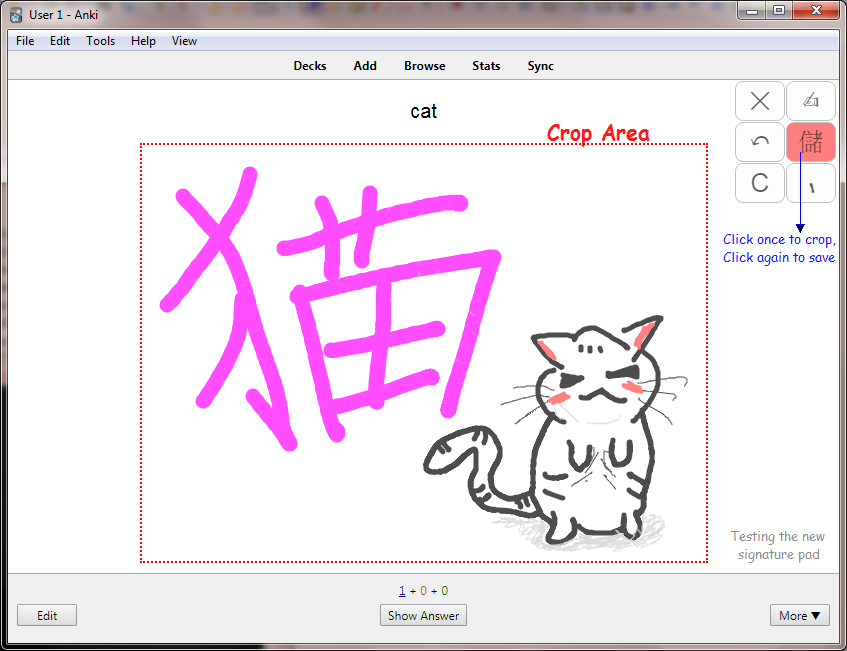 User 1 - Anki
File Edit Tools Help View
Decks Add Browse Stats Sync
cat
Crop Area
猫
儲
C
Click once to crop,
Click again to save
Testing the new
signature pad
1 + 0 + 0
Edit
Show Answer
More ▼